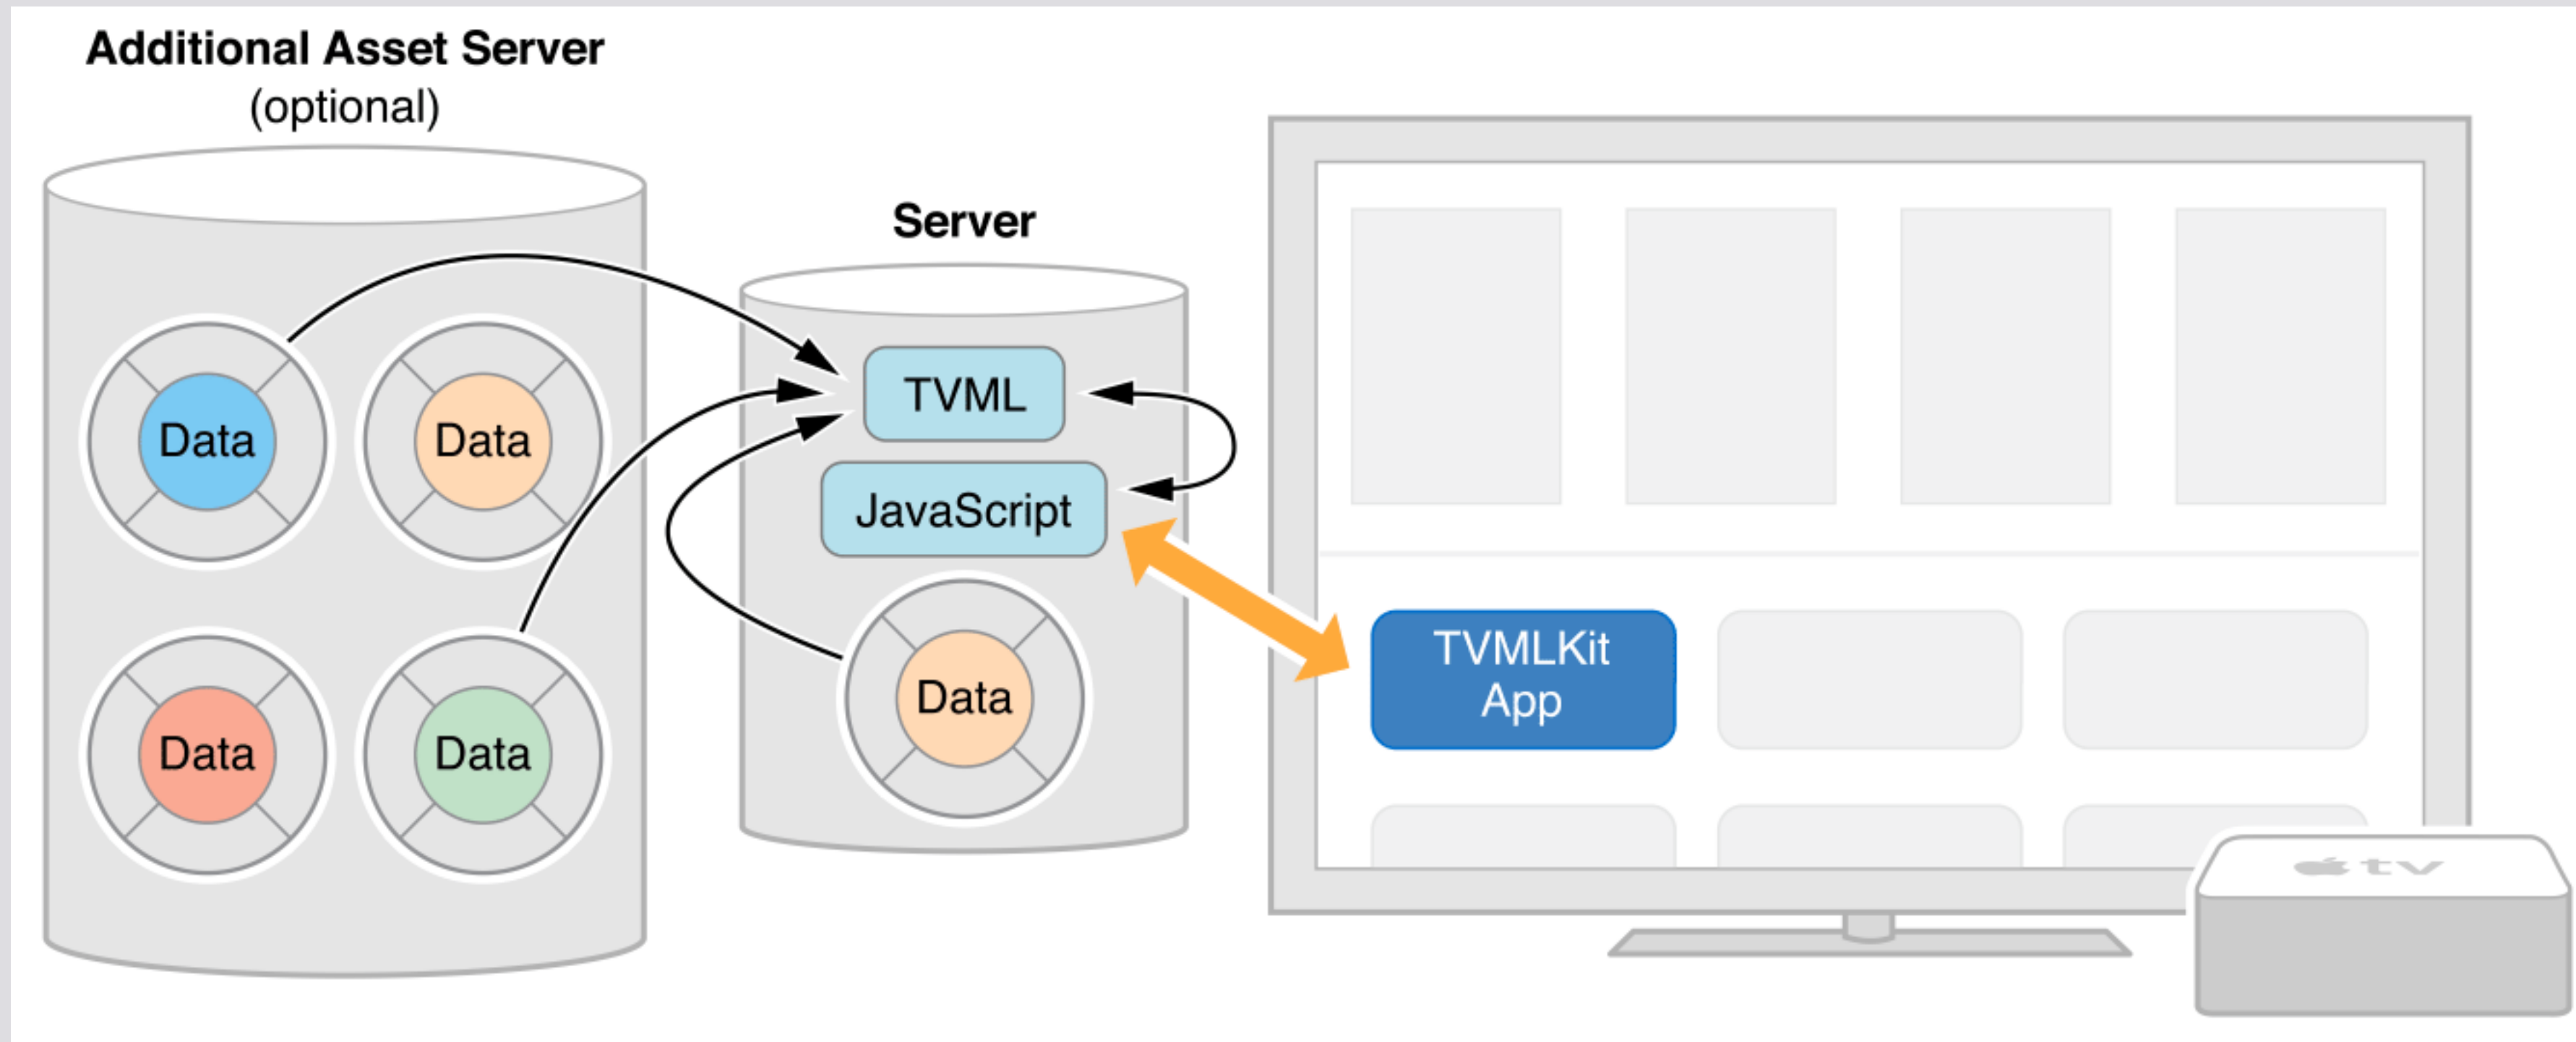 Additional Asset Server
(optional)
Data
Data
Data
Data
Server
TVML
JavaScript
Data
TVMLKit
App
tv